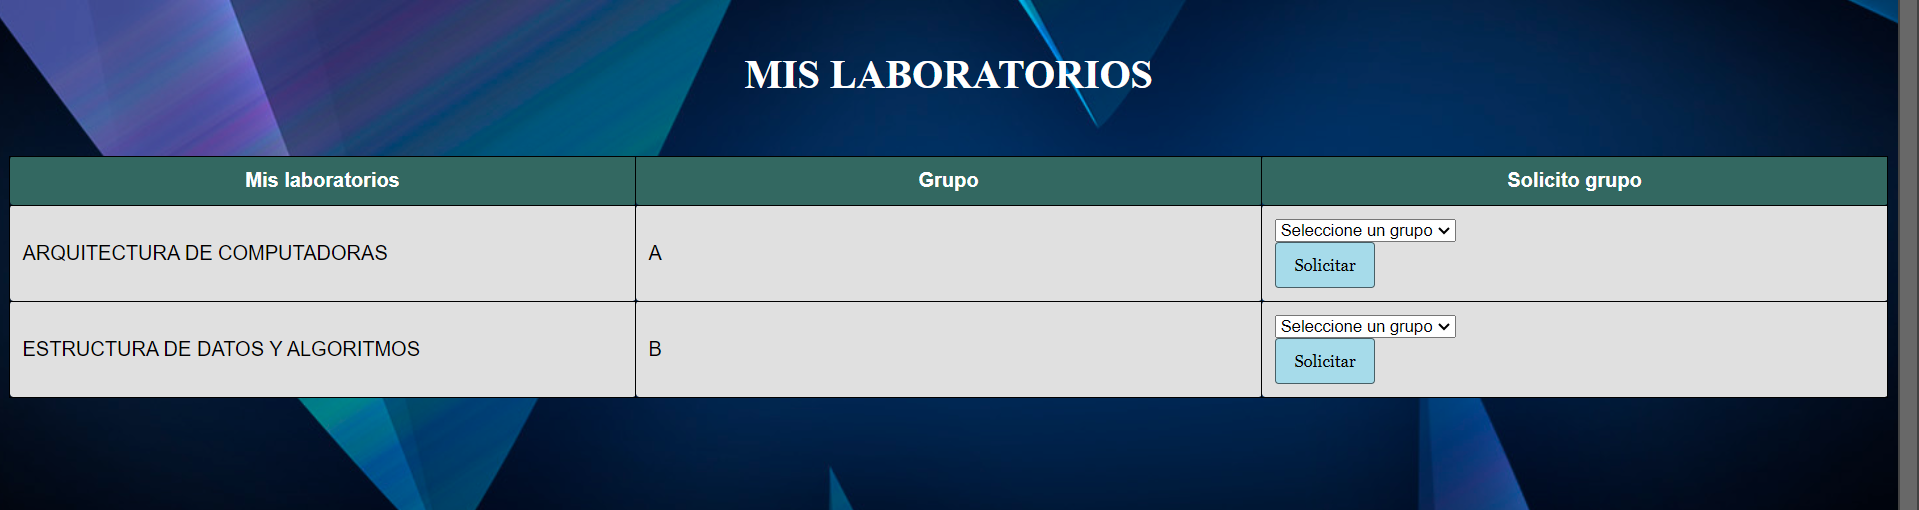 MIS LABORATORIOS
Mis laboratorios Grupo Solicito grupo
ARQUITECTURA DE COMPUTADORAS A Seleccione un grupo
Solicitar
ESTRUCTURA DE DATOS Y ALGORITMOS B Seleccione un grupo
Solicitar